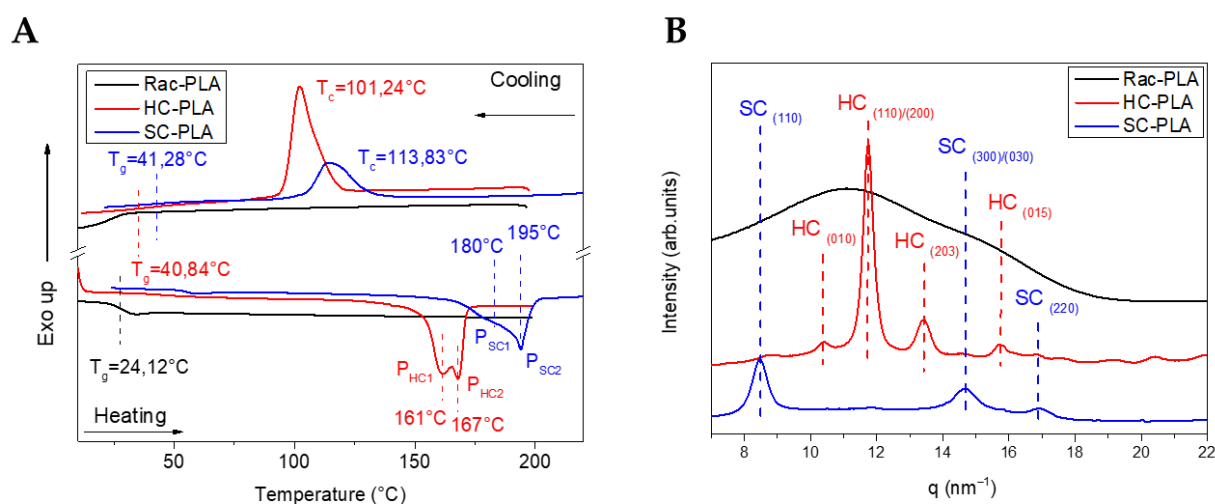 A
Rac-PLA
HC-PLA
SC-PLA
Cooling
T_c=101,24°C
T_c=113,83°C
T_g=41,28°C
T_g=40,84°C
T_g=24,12°C
180°C
195°C
P_SC1
P_SC2
P_HC1
P_HC2
161°C
167°C
Heating
Exo up
50
100
150
200
Temperature (°C)
B
Rac-PLA
HC-PLA
SC-PLA
SC (110)
HC (110)/(200)
SC (300)/(030)
HC (010)
HC (203)
HC (015)
SC (220)
Intensity (arb.units)
8
10
12
14
16
18
20
22
q (nm⁻¹)